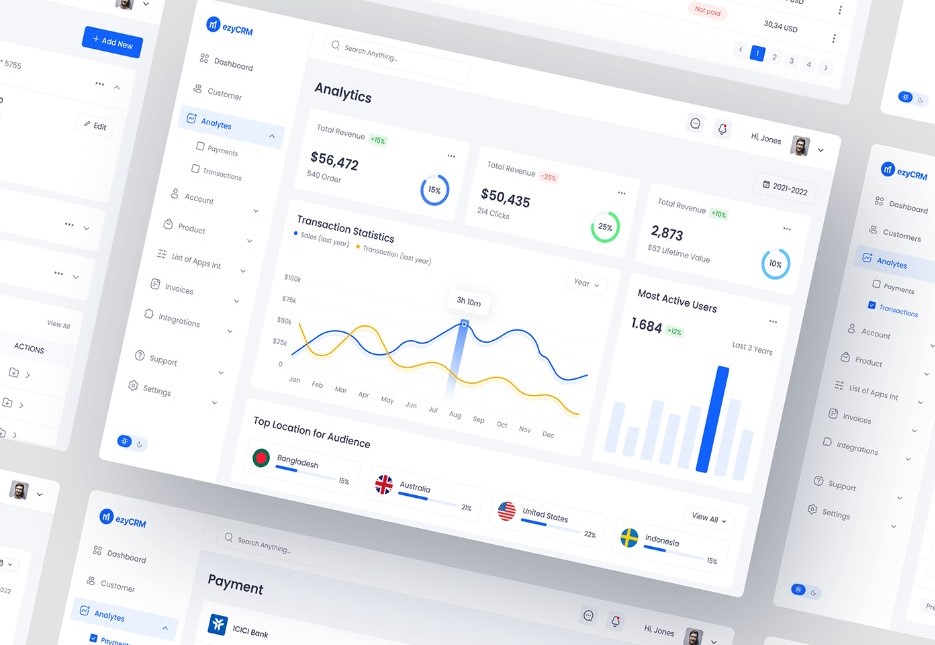 + Add New
* 5755
Edit
View All
ACTIONS
Not paid
30,34 USD
1 2 3 4
ezyCRM
Search Anything...
Dashboard
Customer
Analytes
Payments
Transactions
Account
Product
List of Apps Int
Invoices
Integrations
Support
Settings
Analytics
Hi, Jones
2021-2022
Total Revenue +15%
$56,472
540 Order
15%
Total Revenue -25%
$50,435
214 Clicks
25%
Total Revenue +10%
2,873
$82 Lifetime Value
10%
Transaction Statistics
Sales (last year) Transaction (last year)
Year
3h 10m
$100k
$75k
$50k
$25k
0
Jan Feb Mar Apr May Jun Jul Aug Sep Oct Nov Dec
Most Active Users
1.684 +12%
Last 3 Years
Top Location for Audience
View All
Bangladesh
15%
Australia
21%
United States
22%
Indonesia
15%
ezyCRM
Dashboard
Customers
Analytes
Payments
Transactions
Account
Product
List of Apps Int
Invoices
Integrations
Support
Settings
ezyCRM
Search Anything...
Dashboard
Customer
Analytes
Payment
Hi, Jones
ICICI Bank